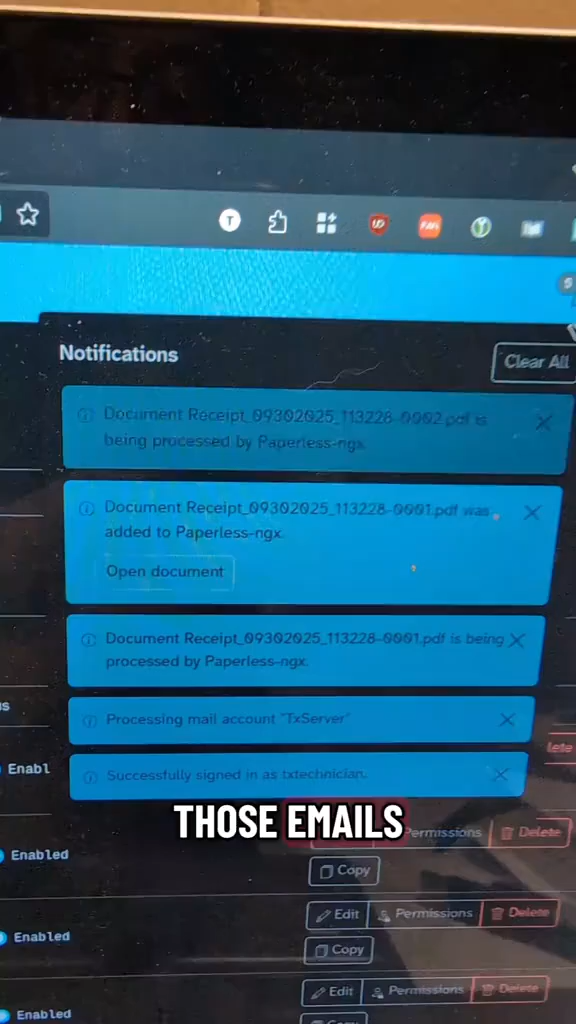 T
Notifications
Clear All
Document Receipt_09302025_113228-0002.pdf is
being processed by Paperless-ngx.
Document Receipt_09302025_113228-0001.pdf was
added to Paperless-ngx.
Open document
Document Receipt_09302025_113228-0001.pdf is being
processed by Paperless-ngx.
Processing mail account "TxServer"
Successfully signed in as txtechnician.
lete
Enabl
THOSE EMAILS
Permissions
Delete
Enabled
Copy
Edit
Permissions
Delete
Enabled
Copy
Edit
Permissions
Delete
Enabled